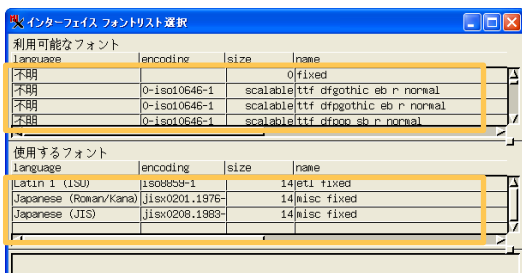 インターフェイス フォントリスト選択
利用可能なフォント
language encoding size name
不明 0 fixed
不明 0-iso10646-1 scalable ttf dfgothic eb r normal
不明 0-iso10646-1 scalable ttf dfpgothic eb r normal
不明 0-iso10646-1 scalable ttf dfpop sb r normal
使用するフォント
language encoding size name
Latin 1 (ISO) iso8859-1 14 etl fixed
Japanese (Roman/Kana) jisx0201.1976- 14 misc fixed
Japanese (JIS) jisx0208.1983- 14 misc fixed